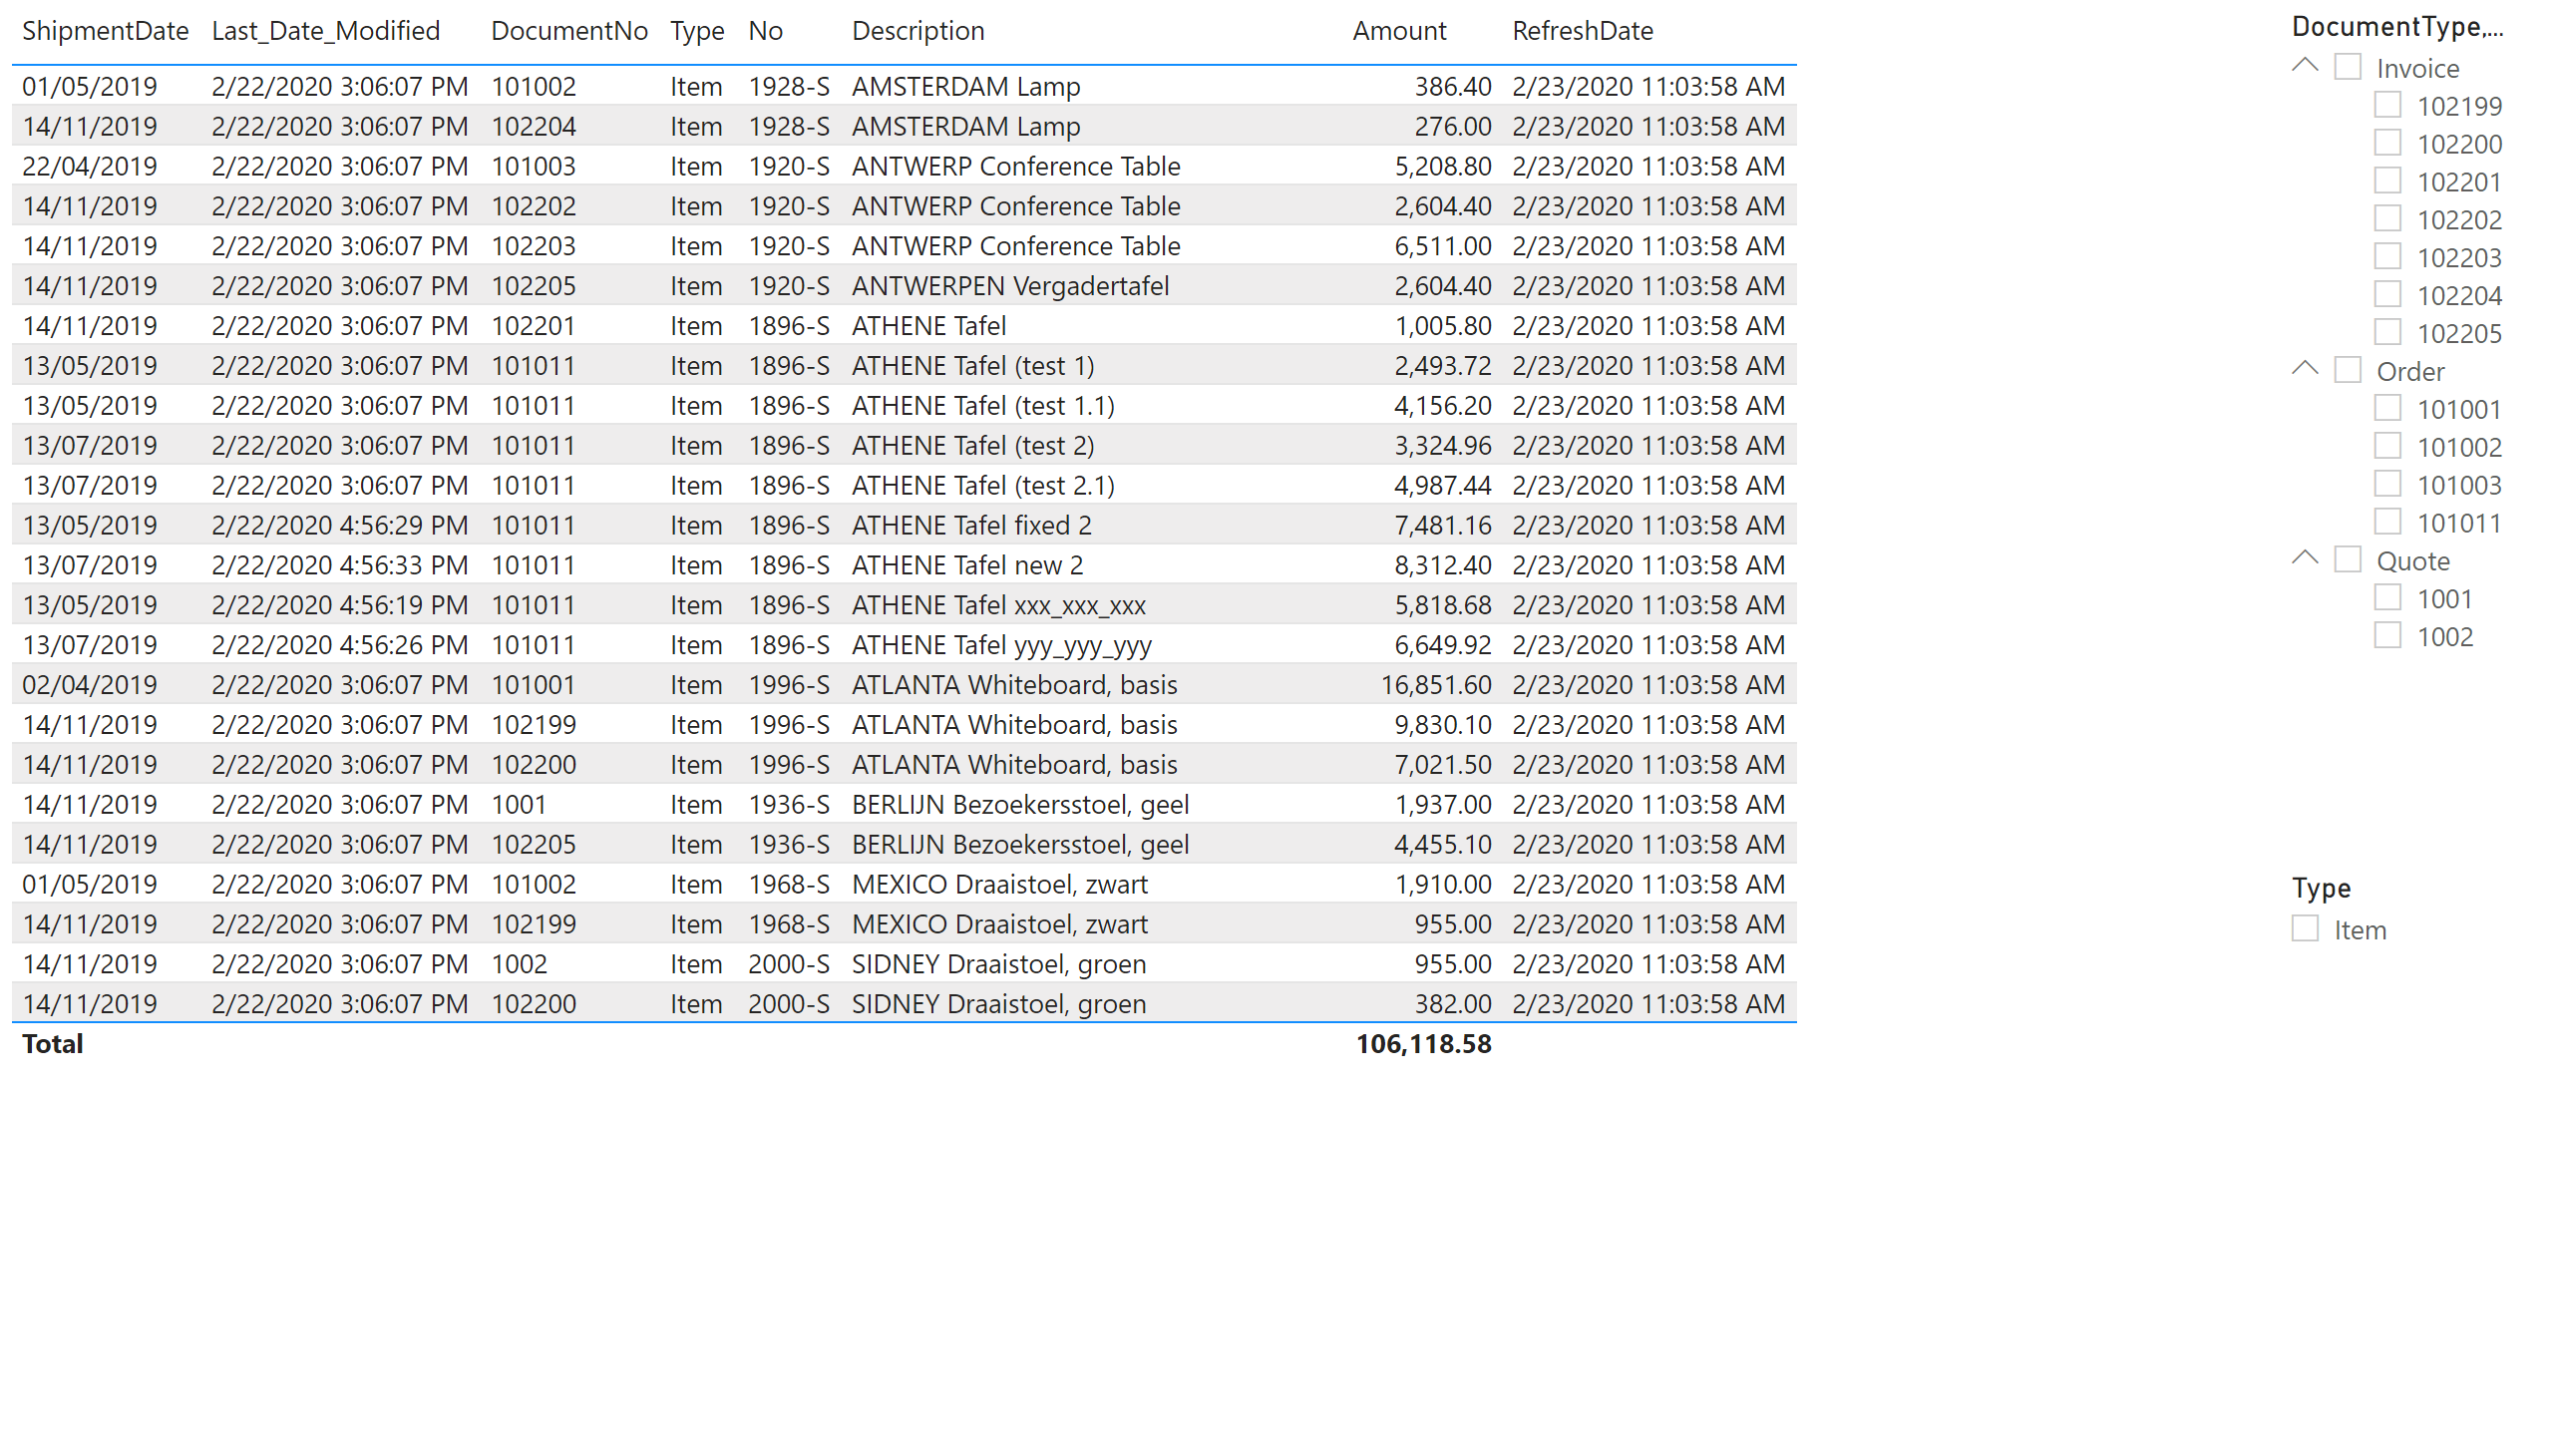 ShipmentDate Last_Date_Modified DocumentNo Type No Description Amount RefreshDate
01/05/2019 2/22/2020 3:06:07 PM 101002 Item 1928-S AMSTERDAM Lamp 386.40 2/23/2020 11:03:58 AM
14/11/2019 2/22/2020 3:06:07 PM 102204 Item 1928-S AMSTERDAM Lamp 276.00 2/23/2020 11:03:58 AM
22/04/2019 2/22/2020 3:06:07 PM 101003 Item 1920-S ANTWERP Conference Table 5,208.80 2/23/2020 11:03:58 AM
14/11/2019 2/22/2020 3:06:07 PM 102202 Item 1920-S ANTWERP Conference Table 2,604.40 2/23/2020 11:03:58 AM
14/11/2019 2/22/2020 3:06:07 PM 102203 Item 1920-S ANTWERP Conference Table 6,511.00 2/23/2020 11:03:58 AM
14/11/2019 2/22/2020 3:06:07 PM 102205 Item 1920-S ANTWERPEN Vergadertafel 2,604.40 2/23/2020 11:03:58 AM
14/11/2019 2/22/2020 3:06:07 PM 102201 Item 1896-S ATHENE Tafel 1,005.80 2/23/2020 11:03:58 AM
13/05/2019 2/22/2020 3:06:07 PM 101011 Item 1896-S ATHENE Tafel (test 1) 2,493.72 2/23/2020 11:03:58 AM
13/05/2019 2/22/2020 3:06:07 PM 101011 Item 1896-S ATHENE Tafel (test 1.1) 4,156.20 2/23/2020 11:03:58 AM
13/07/2019 2/22/2020 3:06:07 PM 101011 Item 1896-S ATHENE Tafel (test 2) 3,324.96 2/23/2020 11:03:58 AM
13/07/2019 2/22/2020 3:06:07 PM 101011 Item 1896-S ATHENE Tafel (test 2.1) 4,987.44 2/23/2020 11:03:58 AM
13/05/2019 2/22/2020 4:56:29 PM 101011 Item 1896-S ATHENE Tafel fixed 2 7,481.16 2/23/2020 11:03:58 AM
13/07/2019 2/22/2020 4:56:33 PM 101011 Item 1896-S ATHENE Tafel new 2 8,312.40 2/23/2020 11:03:58 AM
13/05/2019 2/22/2020 4:56:19 PM 101011 Item 1896-S ATHENE Tafel xxx_xxx_xxx 5,818.68 2/23/2020 11:03:58 AM
13/07/2019 2/22/2020 4:56:26 PM 101011 Item 1896-S ATHENE Tafel yyy_yyy_yyy 6,649.92 2/23/2020 11:03:58 AM
02/04/2019 2/22/2020 3:06:07 PM 101001 Item 1996-S ATLANTA Whiteboard, basis 16,851.60 2/23/2020 11:03:58 AM
14/11/2019 2/22/2020 3:06:07 PM 102199 Item 1996-S ATLANTA Whiteboard, basis 9,830.10 2/23/2020 11:03:58 AM
14/11/2019 2/22/2020 3:06:07 PM 102200 Item 1996-S ATLANTA Whiteboard, basis 7,021.50 2/23/2020 11:03:58 AM
14/11/2019 2/22/2020 3:06:07 PM 1001 Item 1936-S BERLIJN Bezoekersstoel, geel 1,937.00 2/23/2020 11:03:58 AM
14/11/2019 2/22/2020 3:06:07 PM 102205 Item 1936-S BERLIJN Bezoekersstoel, geel 4,455.10 2/23/2020 11:03:58 AM
01/05/2019 2/22/2020 3:06:07 PM 101002 Item 1968-S MEXICO Draaistoel, zwart 1,910.00 2/23/2020 11:03:58 AM
14/11/2019 2/22/2020 3:06:07 PM 102199 Item 1968-S MEXICO Draaistoel, zwart 955.00 2/23/2020 11:03:58 AM
14/11/2019 2/22/2020 3:06:07 PM 1002 Item 2000-S SIDNEY Draaistoel, groen 955.00 2/23/2020 11:03:58 AM
14/11/2019 2/22/2020 3:06:07 PM 102200 Item 2000-S SIDNEY Draaistoel, groen 382.00 2/23/2020 11:03:58 AM
Total 106,118.58
DocumentType,...
Invoice
102199
102200
102201
102202
102203
102204
102205
Order
101001
101002
101003
101011
Quote
1001
1002
Type
Item